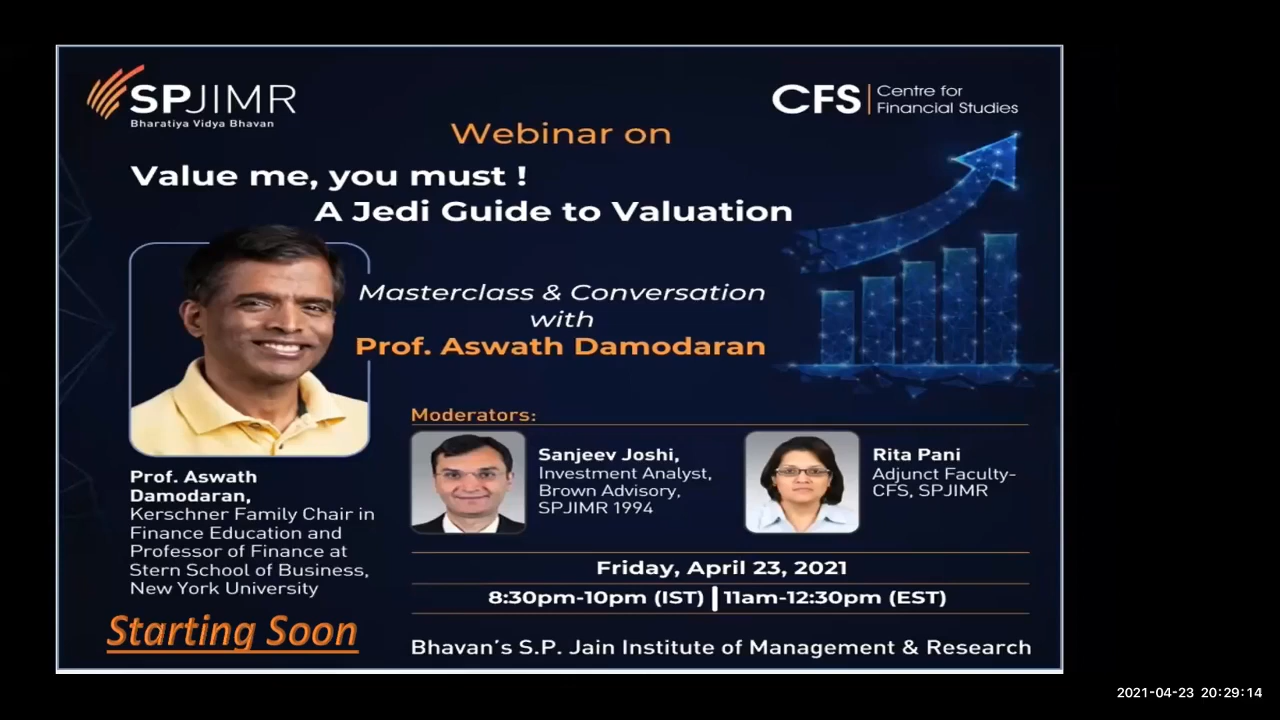 SPJIMR
Bharatiya Vidya Bhavan
CFS
Centre for
Financial Studies
Webinar on
Value me, you must !
A Jedi Guide to Valuation
Masterclass & Conversation
with
Prof. Aswath Damodaran
Prof. Aswath
Damodaran,
Kerschner Family Chair in
Finance Education and
Professor of Finance at
Stern School of Business,
New York University
Starting Soon
Moderators:
Sanjeev Joshi,
Investment Analyst,
Brown Advisory,
SPJIMR 1994
Rita Pani
Adjunct Faculty-
CFS, SPJIMR
Friday, April 23, 2021
8:30pm-10pm (IST) | 11am-12:30pm (EST)
Bhavan's S.P. Jain Institute of Management & Research
2021-04-23 20:29:14